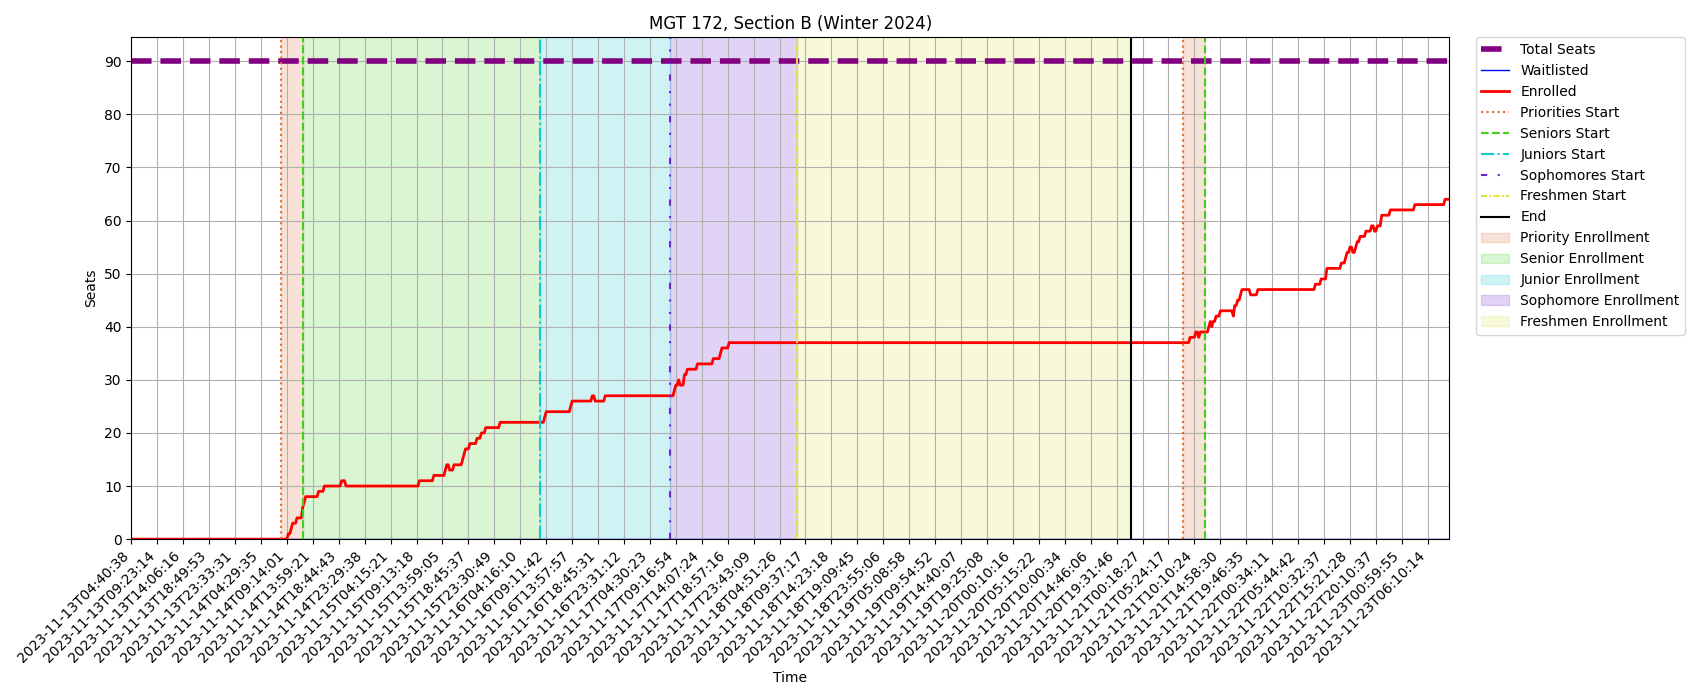 MGT 172, Section B (Winter 2024)
Seats
90
80
70
60
50
40
30
20
10
0
2023-11-13T04:40:38
2023-11-13T09:23:14
2023-11-13T14:06:16
2023-11-13T18:49:53
2023-11-13T23:33:31
2023-11-14T04:29:35
2023-11-14T09:14:01
2023-11-14T13:59:21
2023-11-14T18:44:43
2023-11-14T23:29:38
2023-11-15T04:15:21
2023-11-15T09:13:18
2023-11-15T13:59:05
2023-11-15T18:45:37
2023-11-15T23:30:49
2023-11-16T04:16:10
2023-11-16T09:11:42
2023-11-16T13:57:57
2023-11-16T18:45:31
2023-11-16T23:31:12
2023-11-17T04:30:23
2023-11-17T09:16:54
2023-11-17T14:07:24
2023-11-17T18:57:16
2023-11-17T23:43:09
2023-11-18T04:51:26
2023-11-18T09:37:17
2023-11-18T14:23:18
2023-11-18T19:09:45
2023-11-18T23:55:06
2023-11-19T05:08:58
2023-11-19T09:54:52
2023-11-19T14:40:07
2023-11-19T19:25:08
2023-11-20T00:10:16
2023-11-20T05:15:22
2023-11-20T10:00:34
2023-11-20T14:46:06
2023-11-20T19:31:46
2023-11-21T00:18:27
2023-11-21T05:24:17
2023-11-21T10:10:24
2023-11-21T14:58:30
2023-11-21T19:46:35
2023-11-22T00:34:11
2023-11-22T05:44:42
2023-11-22T10:32:37
2023-11-22T15:21:28
2023-11-22T20:10:37
2023-11-23T00:59:55
2023-11-23T06:10:14
Time
Total Seats
Waitlisted
Enrolled
Priorities Start
Seniors Start
Juniors Start
Sophomores Start
Freshmen Start
End
Priority Enrollment
Senior Enrollment
Junior Enrollment
Sophomore Enrollment
Freshmen Enrollment